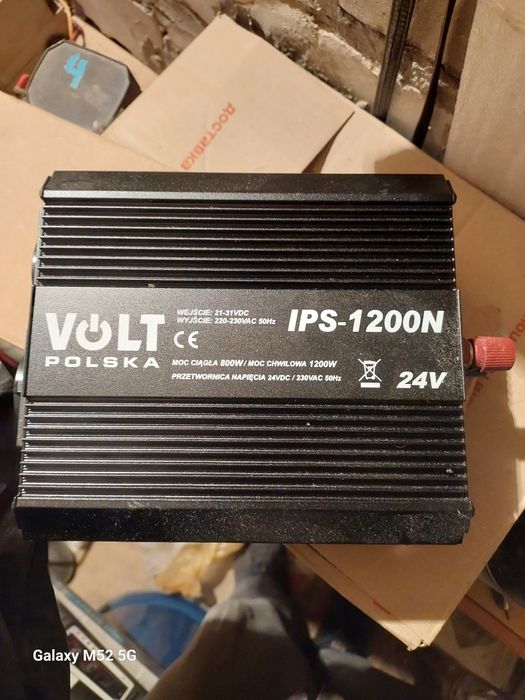 4
доставка
VOLT
POLSKA
WEJŚCIE: 21-31VDC
WYJŚCIE: 220-230VAC 50Hz
CE
IPS-1200N
MOC CIĄGŁA 800W/ MOC CHWILOWA 1200W
PRZETWORNICA NAPIĘCIA 24VDC / 230VAC 50Hz
24V
Galaxy M52 5G